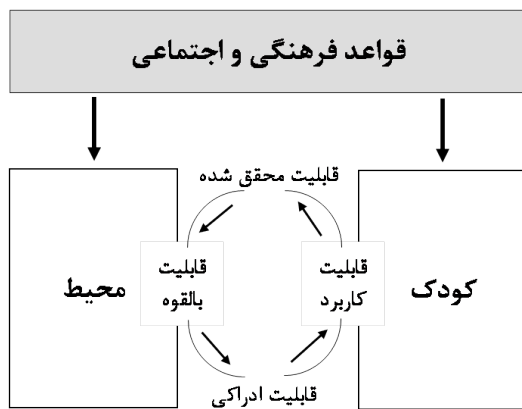 قواعد فرهنگی و اجتماعی
قابلیت محقق شده
کودک
قابلیت
کاربرد
قابلیت
بالقوه
محیط
قابلیت ادراکی